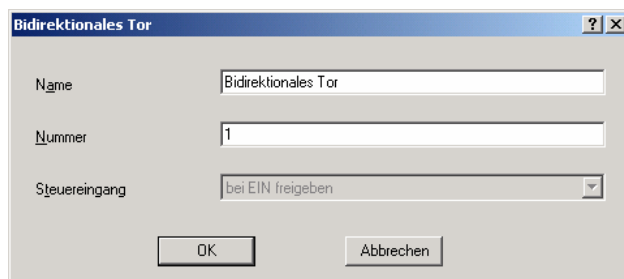 Bidirektionales Tor
Name Bidirektionales Tor
Nummer 1
Steuereingang bei EIN freigeben
OK Abbrechen